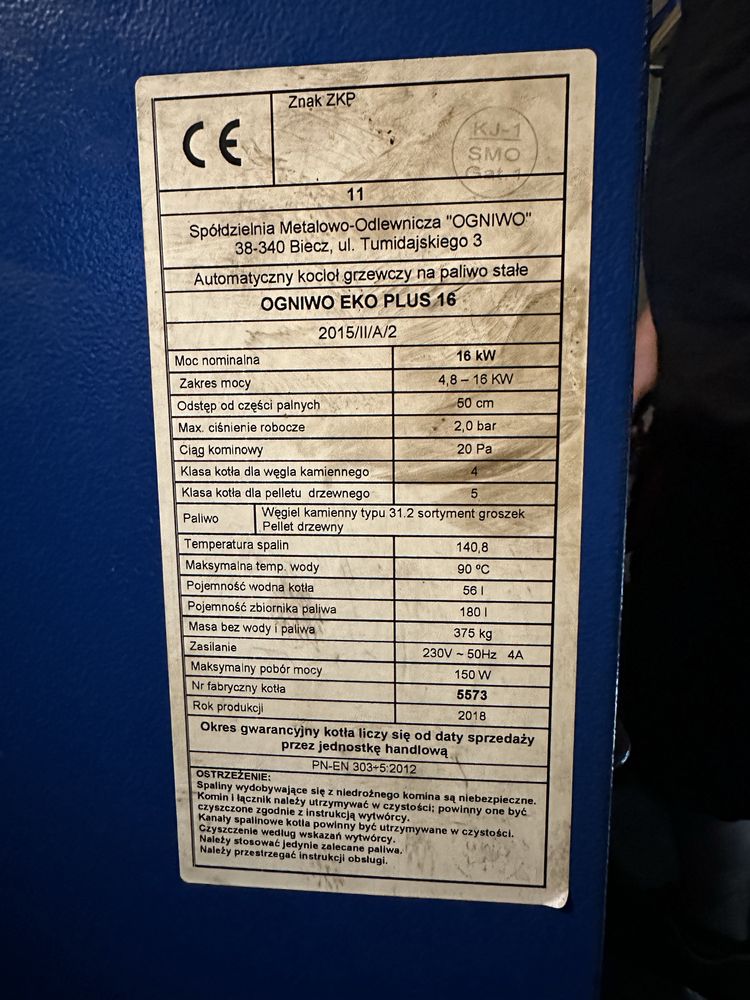 CE
Znak ZKP
KJ-1
SMO
Gat. 1
11
Spółdzielnia Metalowo-Odlewnicza "OGNIWO"
38-340 Biecz, ul. Tumidajskiego 3
Automatyczny kocioł grzewczy na paliwo stałe
OGNIWO EKO PLUS 16
2015/II/A/2
Moc nominalna 16 kW
Zakres mocy 4,8 – 16 KW
Odstęp od części palnych 50 cm
Max. ciśnienie robocze 2,0 bar
Ciąg kominowy 20 Pa
Klasa kotła dla węgla kamiennego 4
Klasa kotła dla pelletu drzewnego 5
Paliwo Węgiel kamienny typu 31.2 sortyment groszek
Pellet drzewny
Temperatura spalin 140,8
Maksymalna temp. wody 90 ºC
Pojemność wodna kotła 56 l
Pojemność zbiornika paliwa 180 l
Masa bez wody i paliwa 375 kg
Zasilanie 230V ~ 50Hz 4A
Maksymalny pobór mocy 150 W
Nr fabryczny kotła 5573
Rok produkcji 2018
Okres gwarancyjny kotła liczy się od daty sprzedaży
przez jednostkę handlową
PN-EN 303÷5:2012
OSTRZEŻENIE:
Spaliny wydobywające się z niedrożnego komina są niebezpieczne.
Komin i łącznik należy utrzymywać w czystości; powinny one być
czyszczone zgodnie z instrukcją wytwórcy.
Kanały spalinowe kotła powinny być utrzymywane w czystości.
Czyszczenie według wskazań wytwórcy.
Należy stosować jedynie zalecane paliwa.
Należy przestrzegać instrukcji obsługi.